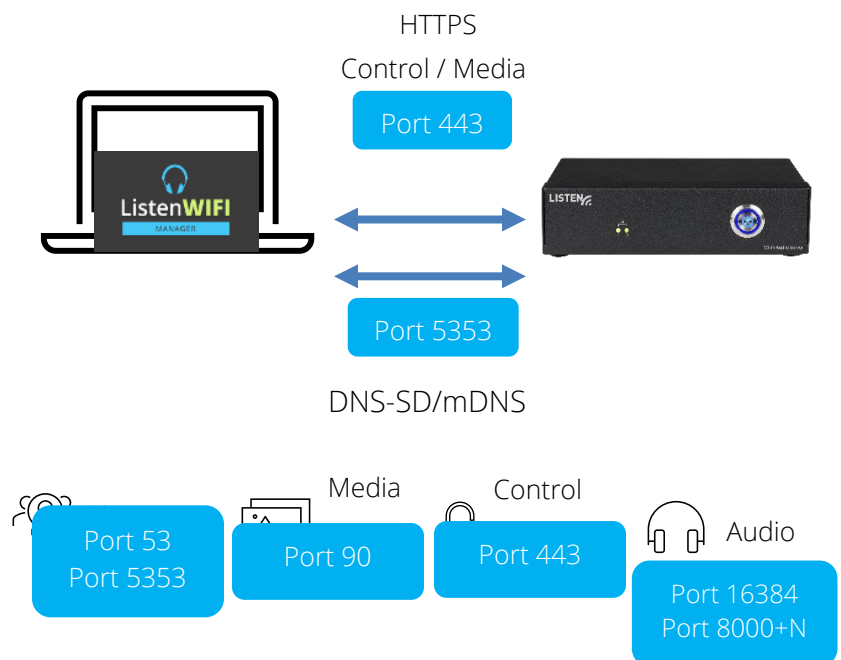 HTTPS
Control / Media
Port 443
ListenWIFI
MANAGER
LISTEN
Port 5353
DNS-SD/mDNS
Media
Control
Audio
Port 53
Port 5353
Port 90
Port 443
Port 16384
Port 8000+N